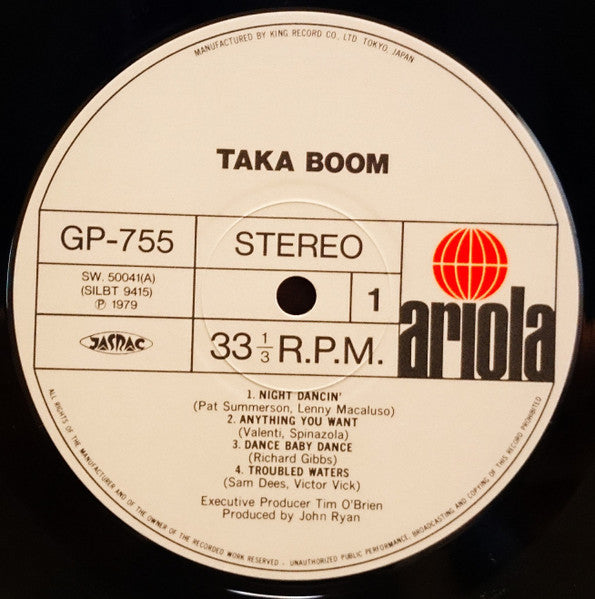 MANUFACTURED BY KING RECORD CO., LTD. TOKYO, JAPAN
TAKA BOOM
GP-755
STEREO
SW. 50041(A)
(SILBT 9415)
Ⓟ 1979
1
ariola
JASRAC
33 1/3 R.P.M.
1. NIGHT DANCIN'
(Pat Summerson, Lenny Macaluso)
2. ANYTHING YOU WANT
(Valenti, Spinazola)
3. DANCE BABY DANCE
(Richard Gibbs)
4. TROUBLED WATERS
(Sam Dees, Victor Vick)
Executive Producer Tim O'Brien
Produced by John Ryan
ALL RIGHTS OF THE MANUFACTURER AND OF THE OWNER OF THE RECORDED WORK RESERVED - UNAUTHORIZED PUBLIC PERFORMANCE, BROADCASTING AND COPYING OF THIS RECORD PROHIBITED